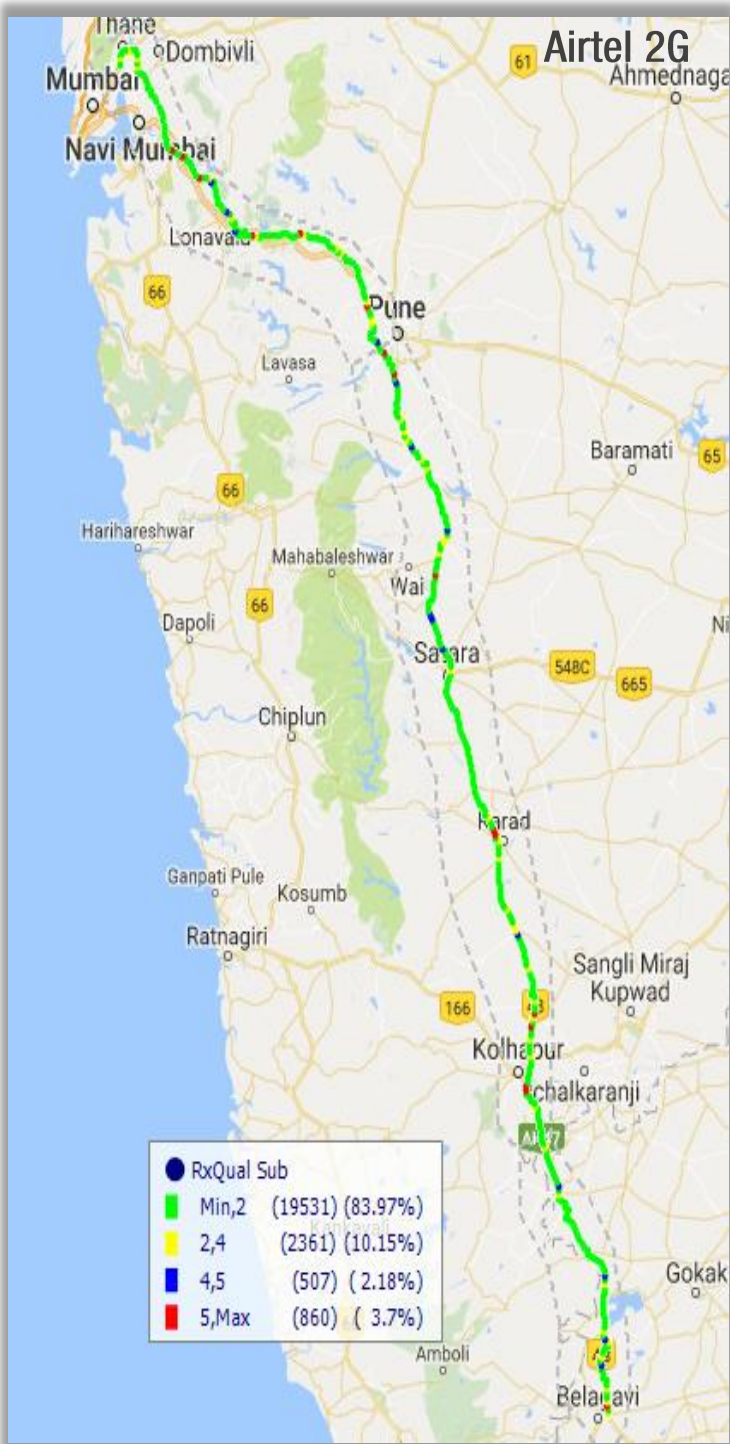 Airtel 2G
Thane
Dombivli
61
Ahmednaga
Mumbai
Navi Mumbai
Lonavala
66
Pune
Lavasa
Baramati
65
66
Harihareshwar
Mahabaleshwar
Wai
66
Dapoli
Ni
Satara
548C
665
Chiplun
Karad
Ganpati Pule
Kosumb
Ratnagiri
Sangli Miraj
Kupwad
166
Kolhapur
chalkaranji
RxQual Sub
Min,2 (19531) (83.97%)
2,4 (2361) (10.15%)
4,5 (507) ( 2.18%)
5,Max (860) ( 3.7%)
Kankavali
Gokak
Amboli
Belagavi